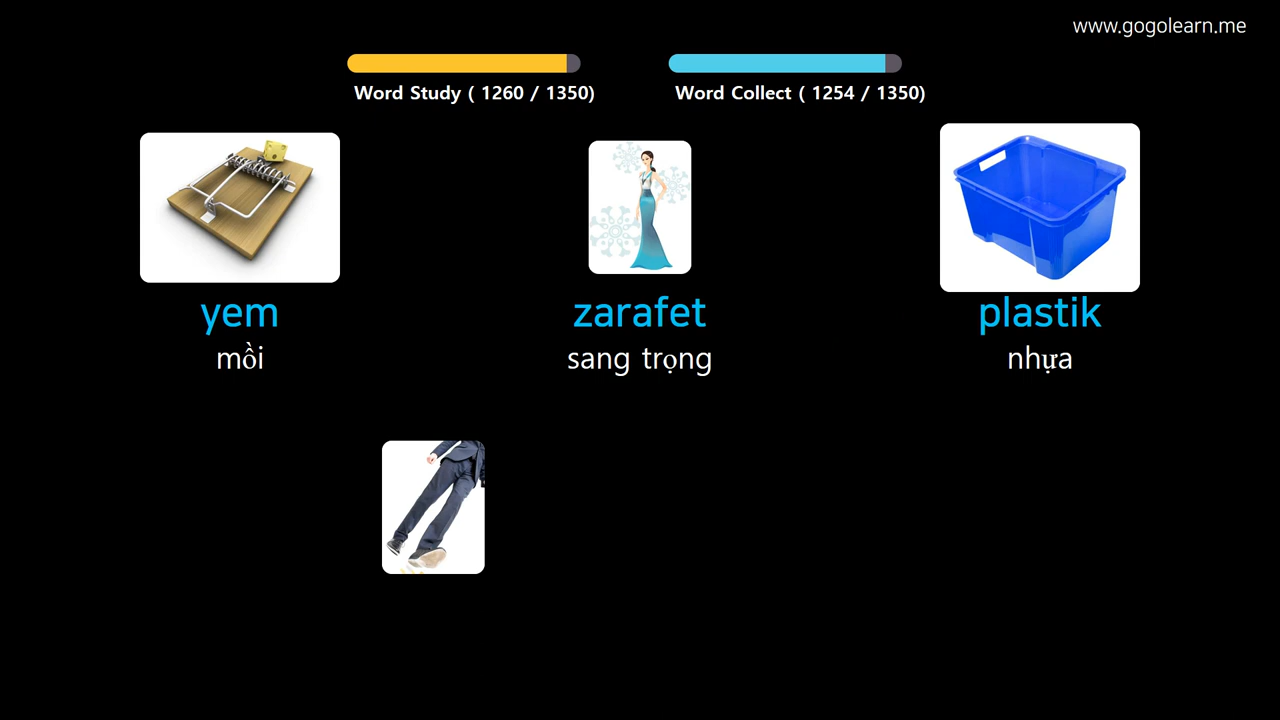 www.gogolearn.me
Word Study ( 1260 / 1350)
Word Collect ( 1254 / 1350)
yem
zarafet
plastik
mồi
sang trọng
nhựa